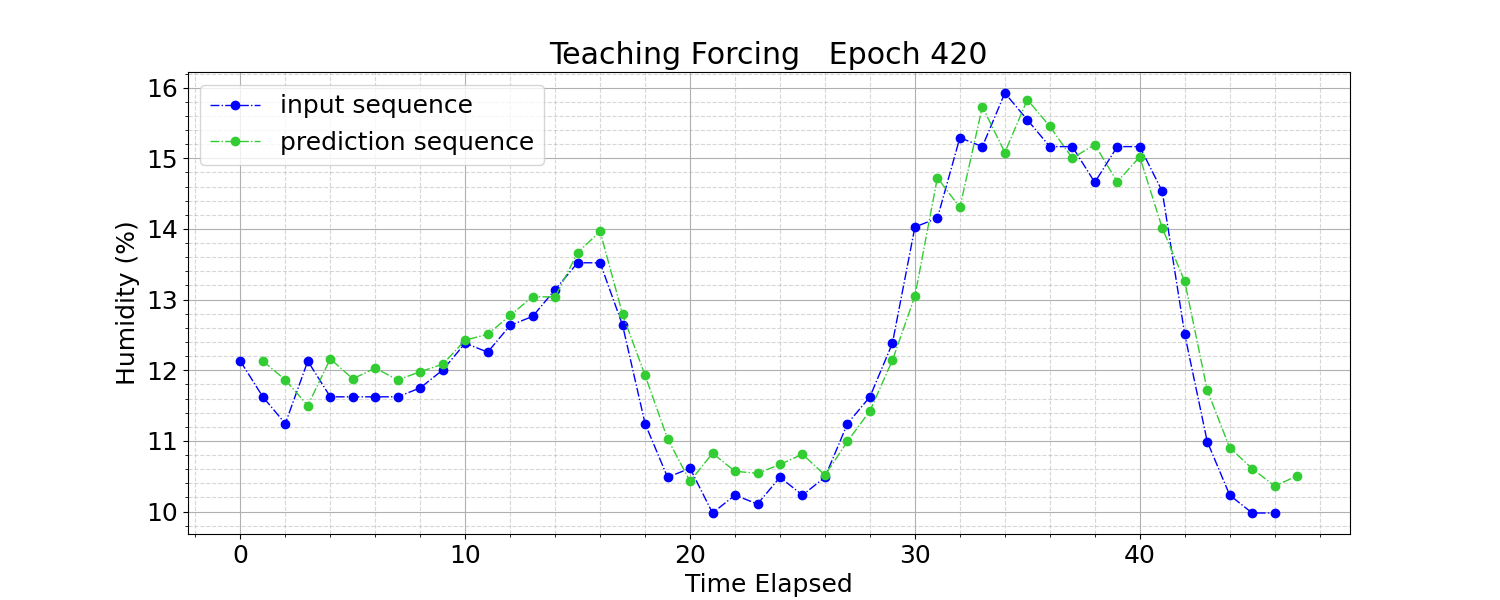 Teaching Forcing   Epoch 420
input sequence
prediction sequence
Humidity (%)
16
15
14
13
12
11
10
0 10 20 30 40
Time Elapsed